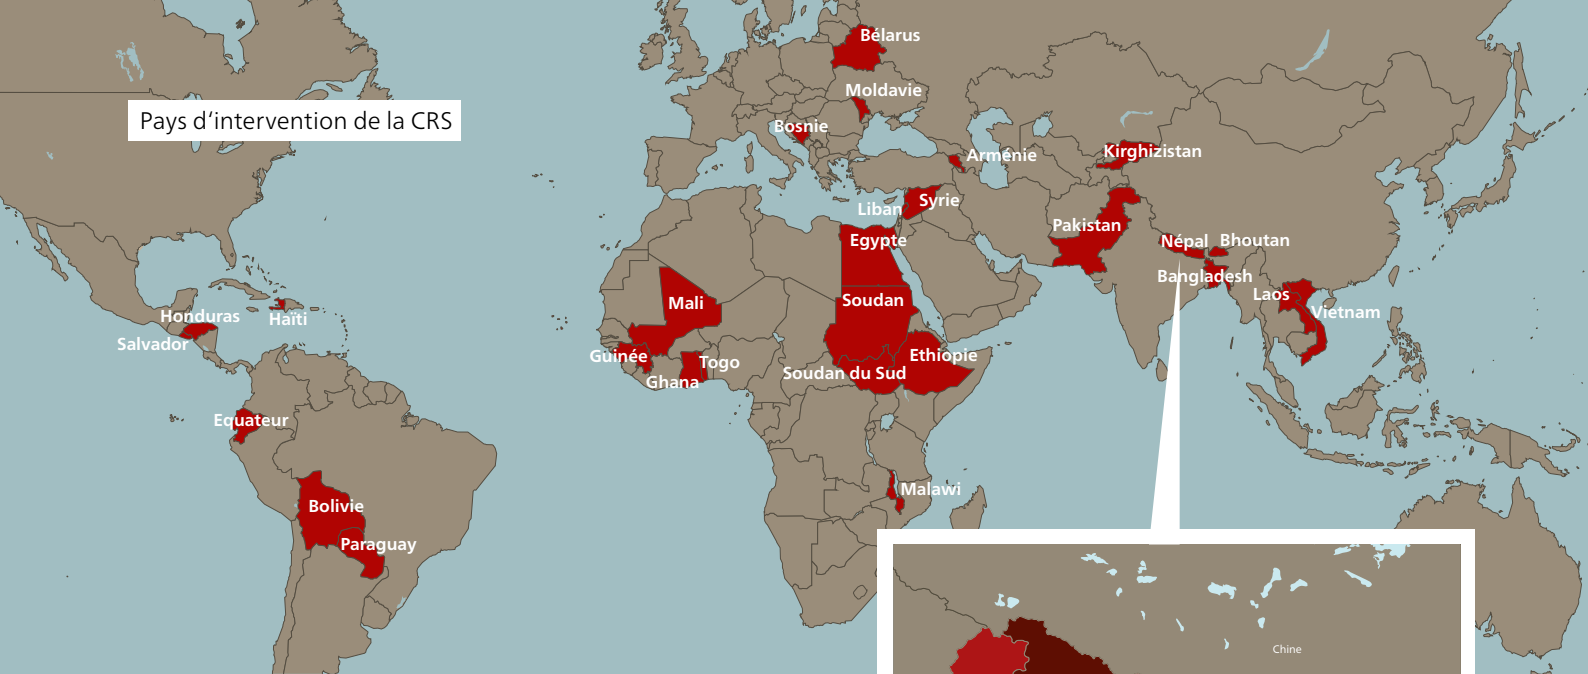 Bélarus
Moldavie
Pays d’intervention de la CRS
Bosnie
Arménie
Kirghizistan
Syrie
Liban
Pakistan
Egypte
Népal
Bhoutan
Bangladesh
Laos
Vietnam
Mali
Soudan
Honduras
Haïti
Salvador
Guinée
Togo
Ghana
Ethiopie
Soudan du Sud
Equateur
Malawi
Bolivie
Paraguay
Chine